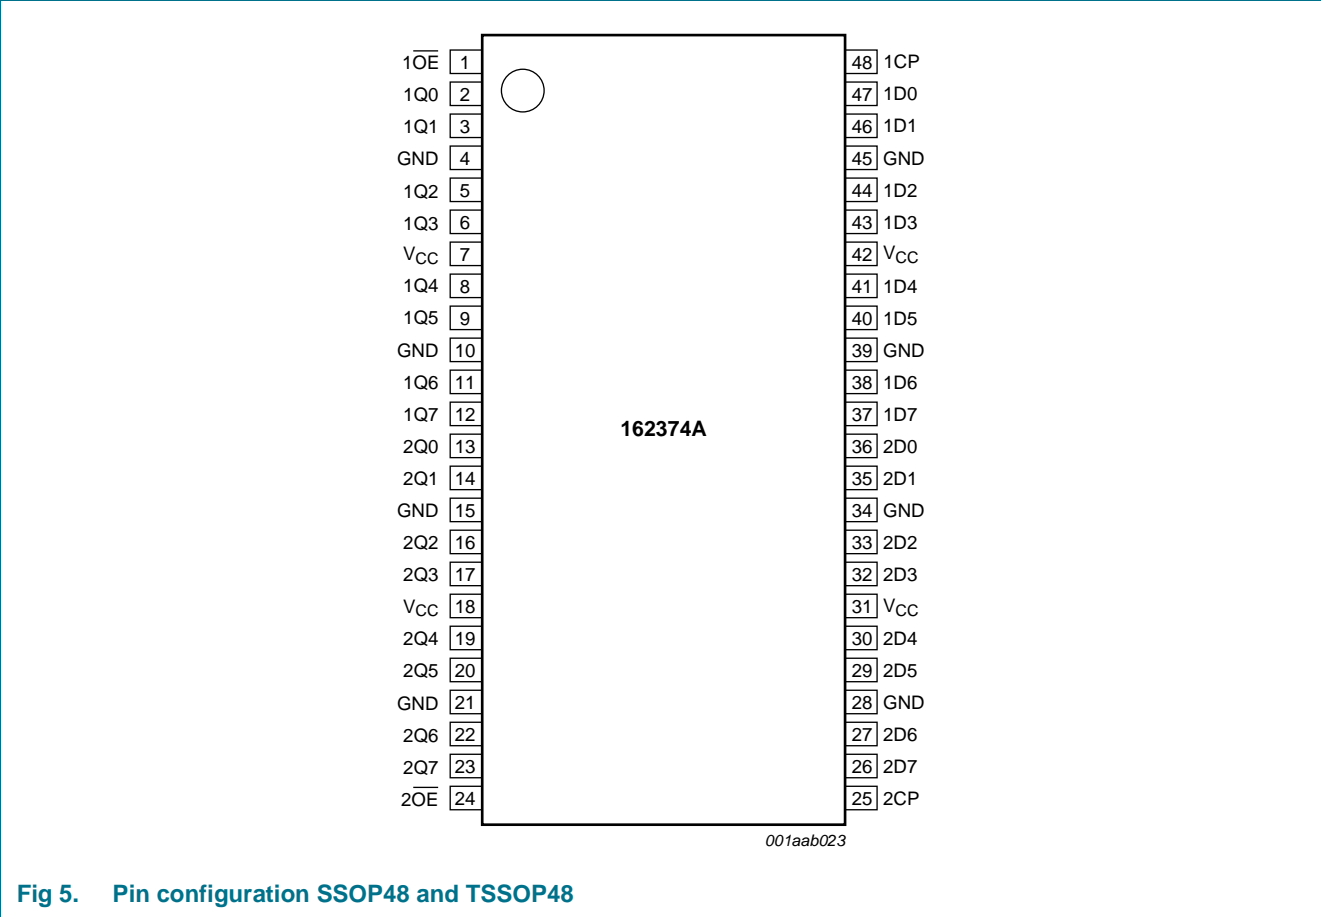 1OE 1 48 1CP
1Q0 2 47 1D0
1Q1 3 46 1D1
GND 4 45 GND
1Q2 5 44 1D2
1Q3 6 43 1D3
VCC 7 42 VCC
1Q4 8 41 1D4
1Q5 9 40 1D5
GND 10 39 GND
1Q6 11 38 1D6
1Q7 12 37 1D7
162374A
2Q0 13 36 2D0
2Q1 14 35 2D1
GND 15 34 GND
2Q2 16 33 2D2
2Q3 17 32 2D3
VCC 18 31 VCC
2Q4 19 30 2D4
2Q5 20 29 2D5
GND 21 28 GND
2Q6 22 27 2D6
2Q7 23 26 2D7
2OE 24 25 2CP
001aab023
Fig 5. Pin configuration SSOP48 and TSSOP48